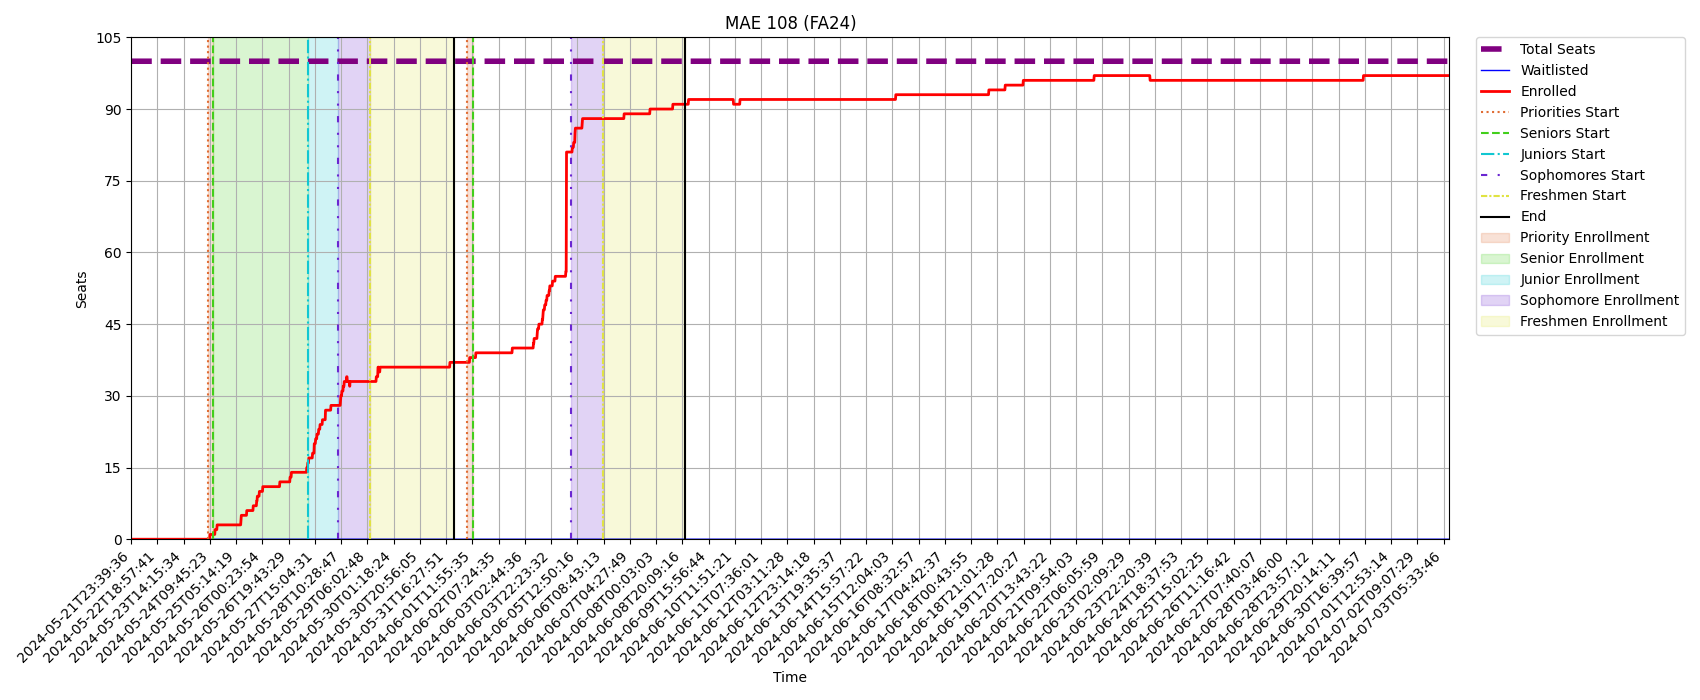 MAE 108 (FA24)
105
90
75
60
45
30
15
0
Seats
2024-05-21T23:39:36
2024-05-22T18:57:41
2024-05-23T14:15:34
2024-05-24T09:45:23
2024-05-25T05:14:19
2024-05-26T00:23:54
2024-05-26T19:43:29
2024-05-27T15:04:31
2024-05-28T10:28:47
2024-05-29T06:02:48
2024-05-30T01:18:24
2024-05-30T20:56:05
2024-05-31T16:27:51
2024-06-01T11:55:35
2024-06-02T07:24:35
2024-06-03T02:44:36
2024-06-03T22:23:32
2024-06-05T12:50:16
2024-06-06T08:43:13
2024-06-07T04:27:49
2024-06-08T00:03:03
2024-06-08T20:09:16
2024-06-09T15:56:44
2024-06-10T11:51:21
2024-06-11T07:36:01
2024-06-12T03:11:28
2024-06-12T23:14:18
2024-06-13T19:35:37
2024-06-14T15:57:22
2024-06-15T12:04:03
2024-06-16T08:32:57
2024-06-17T04:42:37
2024-06-18T00:43:55
2024-06-18T21:01:28
2024-06-19T17:20:27
2024-06-20T13:43:22
2024-06-21T09:54:03
2024-06-22T06:05:59
2024-06-23T02:09:29
2024-06-23T22:20:39
2024-06-24T18:37:53
2024-06-25T15:02:25
2024-06-26T11:16:42
2024-06-27T07:40:07
2024-06-28T03:46:00
2024-06-28T23:57:12
2024-06-29T20:14:11
2024-06-30T16:39:57
2024-07-01T12:53:14
2024-07-02T09:07:29
2024-07-03T05:33:46
Time
Total Seats
Waitlisted
Enrolled
Priorities Start
Seniors Start
Juniors Start
Sophomores Start
Freshmen Start
End
Priority Enrollment
Senior Enrollment
Junior Enrollment
Sophomore Enrollment
Freshmen Enrollment